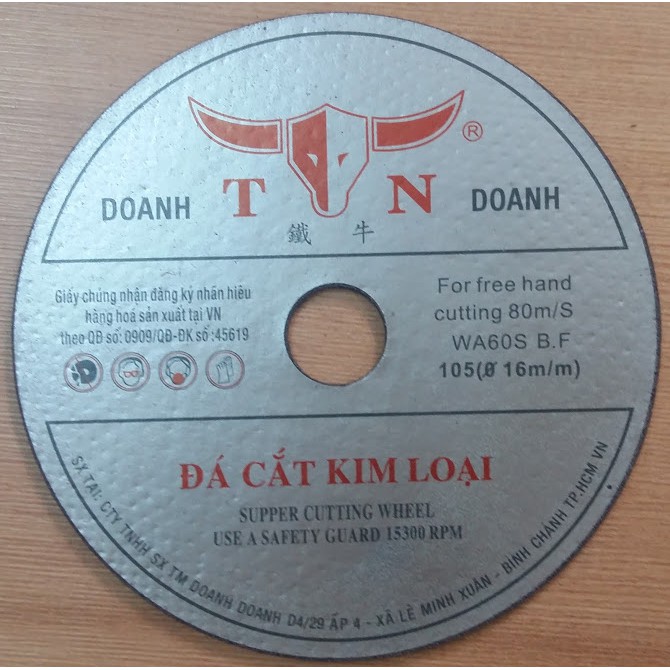 ®
DOANH T N DOANH
鐵 牛
Giấy chứng nhận đăng ký nhãn hiệu
hàng hoá sản xuất tại VN
theo QĐ số: 0909/QĐ-ĐK số :45619
For free hand
cutting 80m/S
WA60S B.F
105(Ø 16m/m)
ĐÁ CẮT KIM LOẠI
SUPPER CUTTING WHEEL
USE A SAFETY GUARD 15300 RPM
SX TẠI: CTY TNHH SX TM DOANH DOANH D4/29 ẤP 4 - XÃ LÊ MINH XUÂN - BÌNH CHÁNH TP.HCM VN